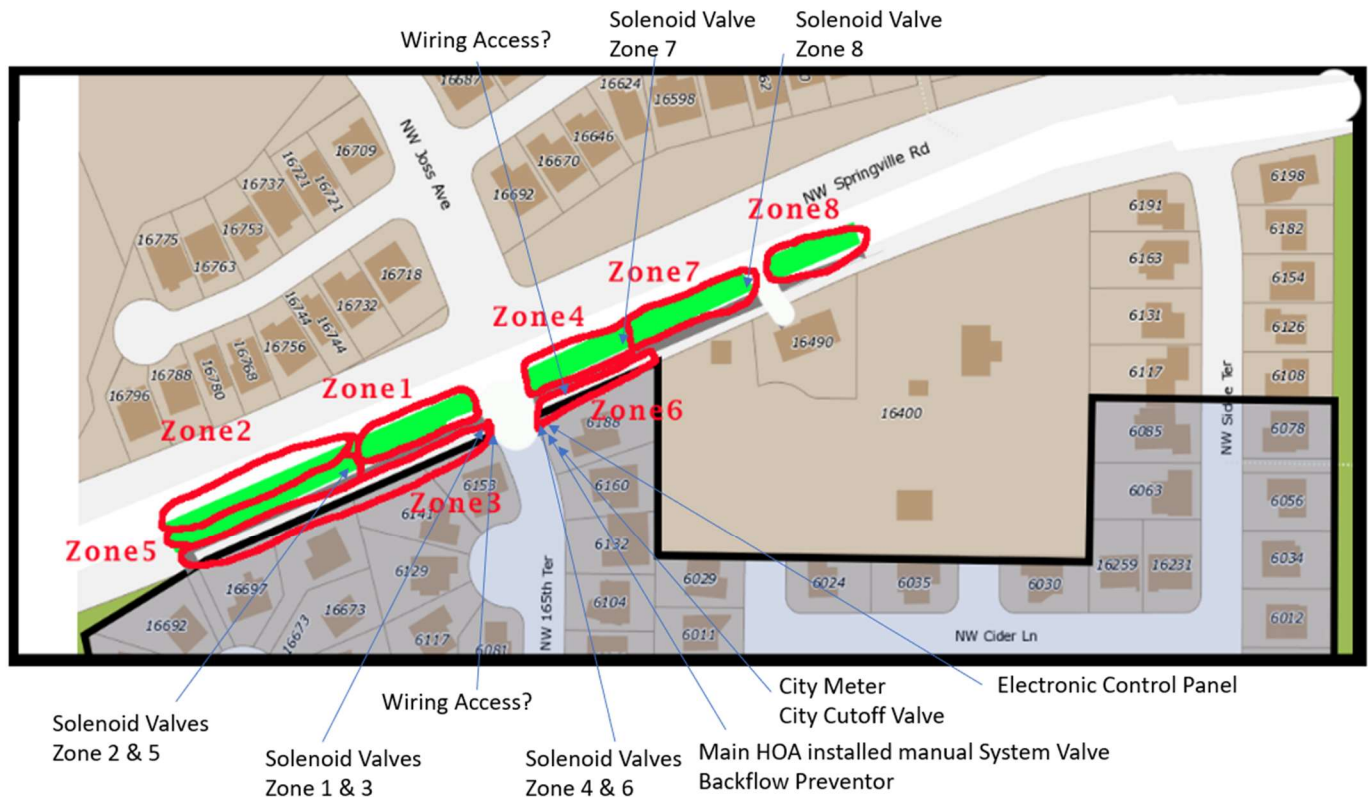 Solenoid Valve
Zone 7
Solenoid Valve
Zone 8
Wiring Access?
16687
16624
16598
62
16709
16721
16721
16737
16753
16775
16763
NW Joss Ave
16646
16670
16692
NW Springville Rd
6198
6191
6182
Zone8
Zone7
Zone4
16718
16732
16744
16744
16756
16768
16780
16788
16796
6163
6154
6131
6126
16490
6117
6108
Zone1
Zone2
Zone6
16400
NW Sidle Ter
6188
6085
6078
6153
6160
6063
6056
Zone3
6141
Zone5
6132
6129
16697
6029
6024
6035
6030
16259
16231
6034
16692
16673
16673
6104
6117
6081
NW 165th Ter
6011
NW Cider Ln
6012
Solenoid Valves
Zone 2 & 5
Solenoid Valves
Zone 1 & 3
Wiring Access?
Solenoid Valves
Zone 4 & 6
City Meter
City Cutoff Valve
Main HOA installed manual System Valve
Backflow Preventor
Electronic Control Panel